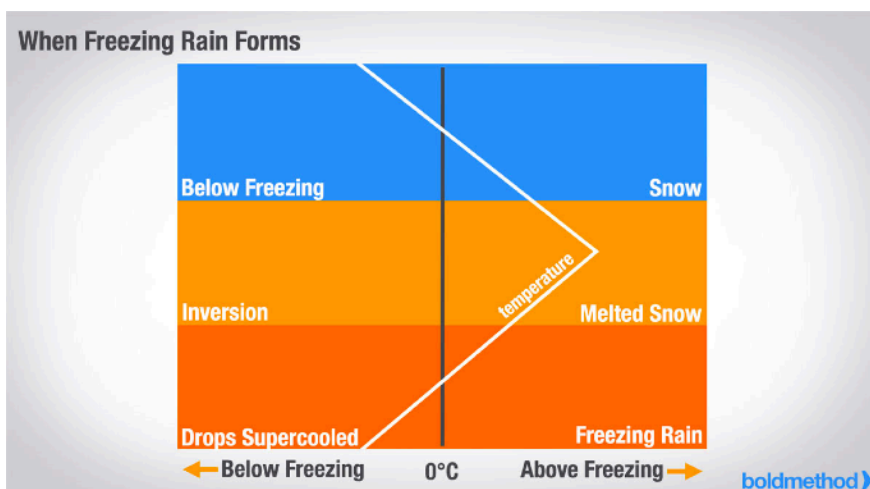 When Freezing Rain Forms
Below Freezing
Snow
temperature
Inversion
Melted Snow
Drops Supercooled
Freezing Rain
Below Freezing
0°C
Above Freezing
boldmethod